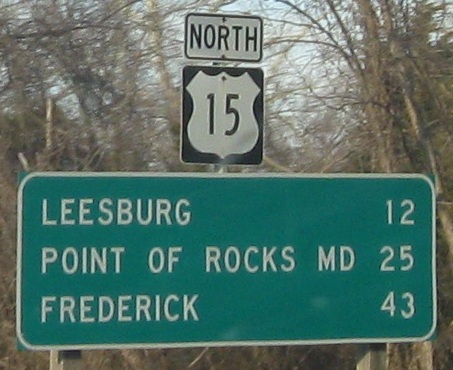 NORTH
15
LEESBURG 12
POINT OF ROCKS MD 25
FREDERICK 43